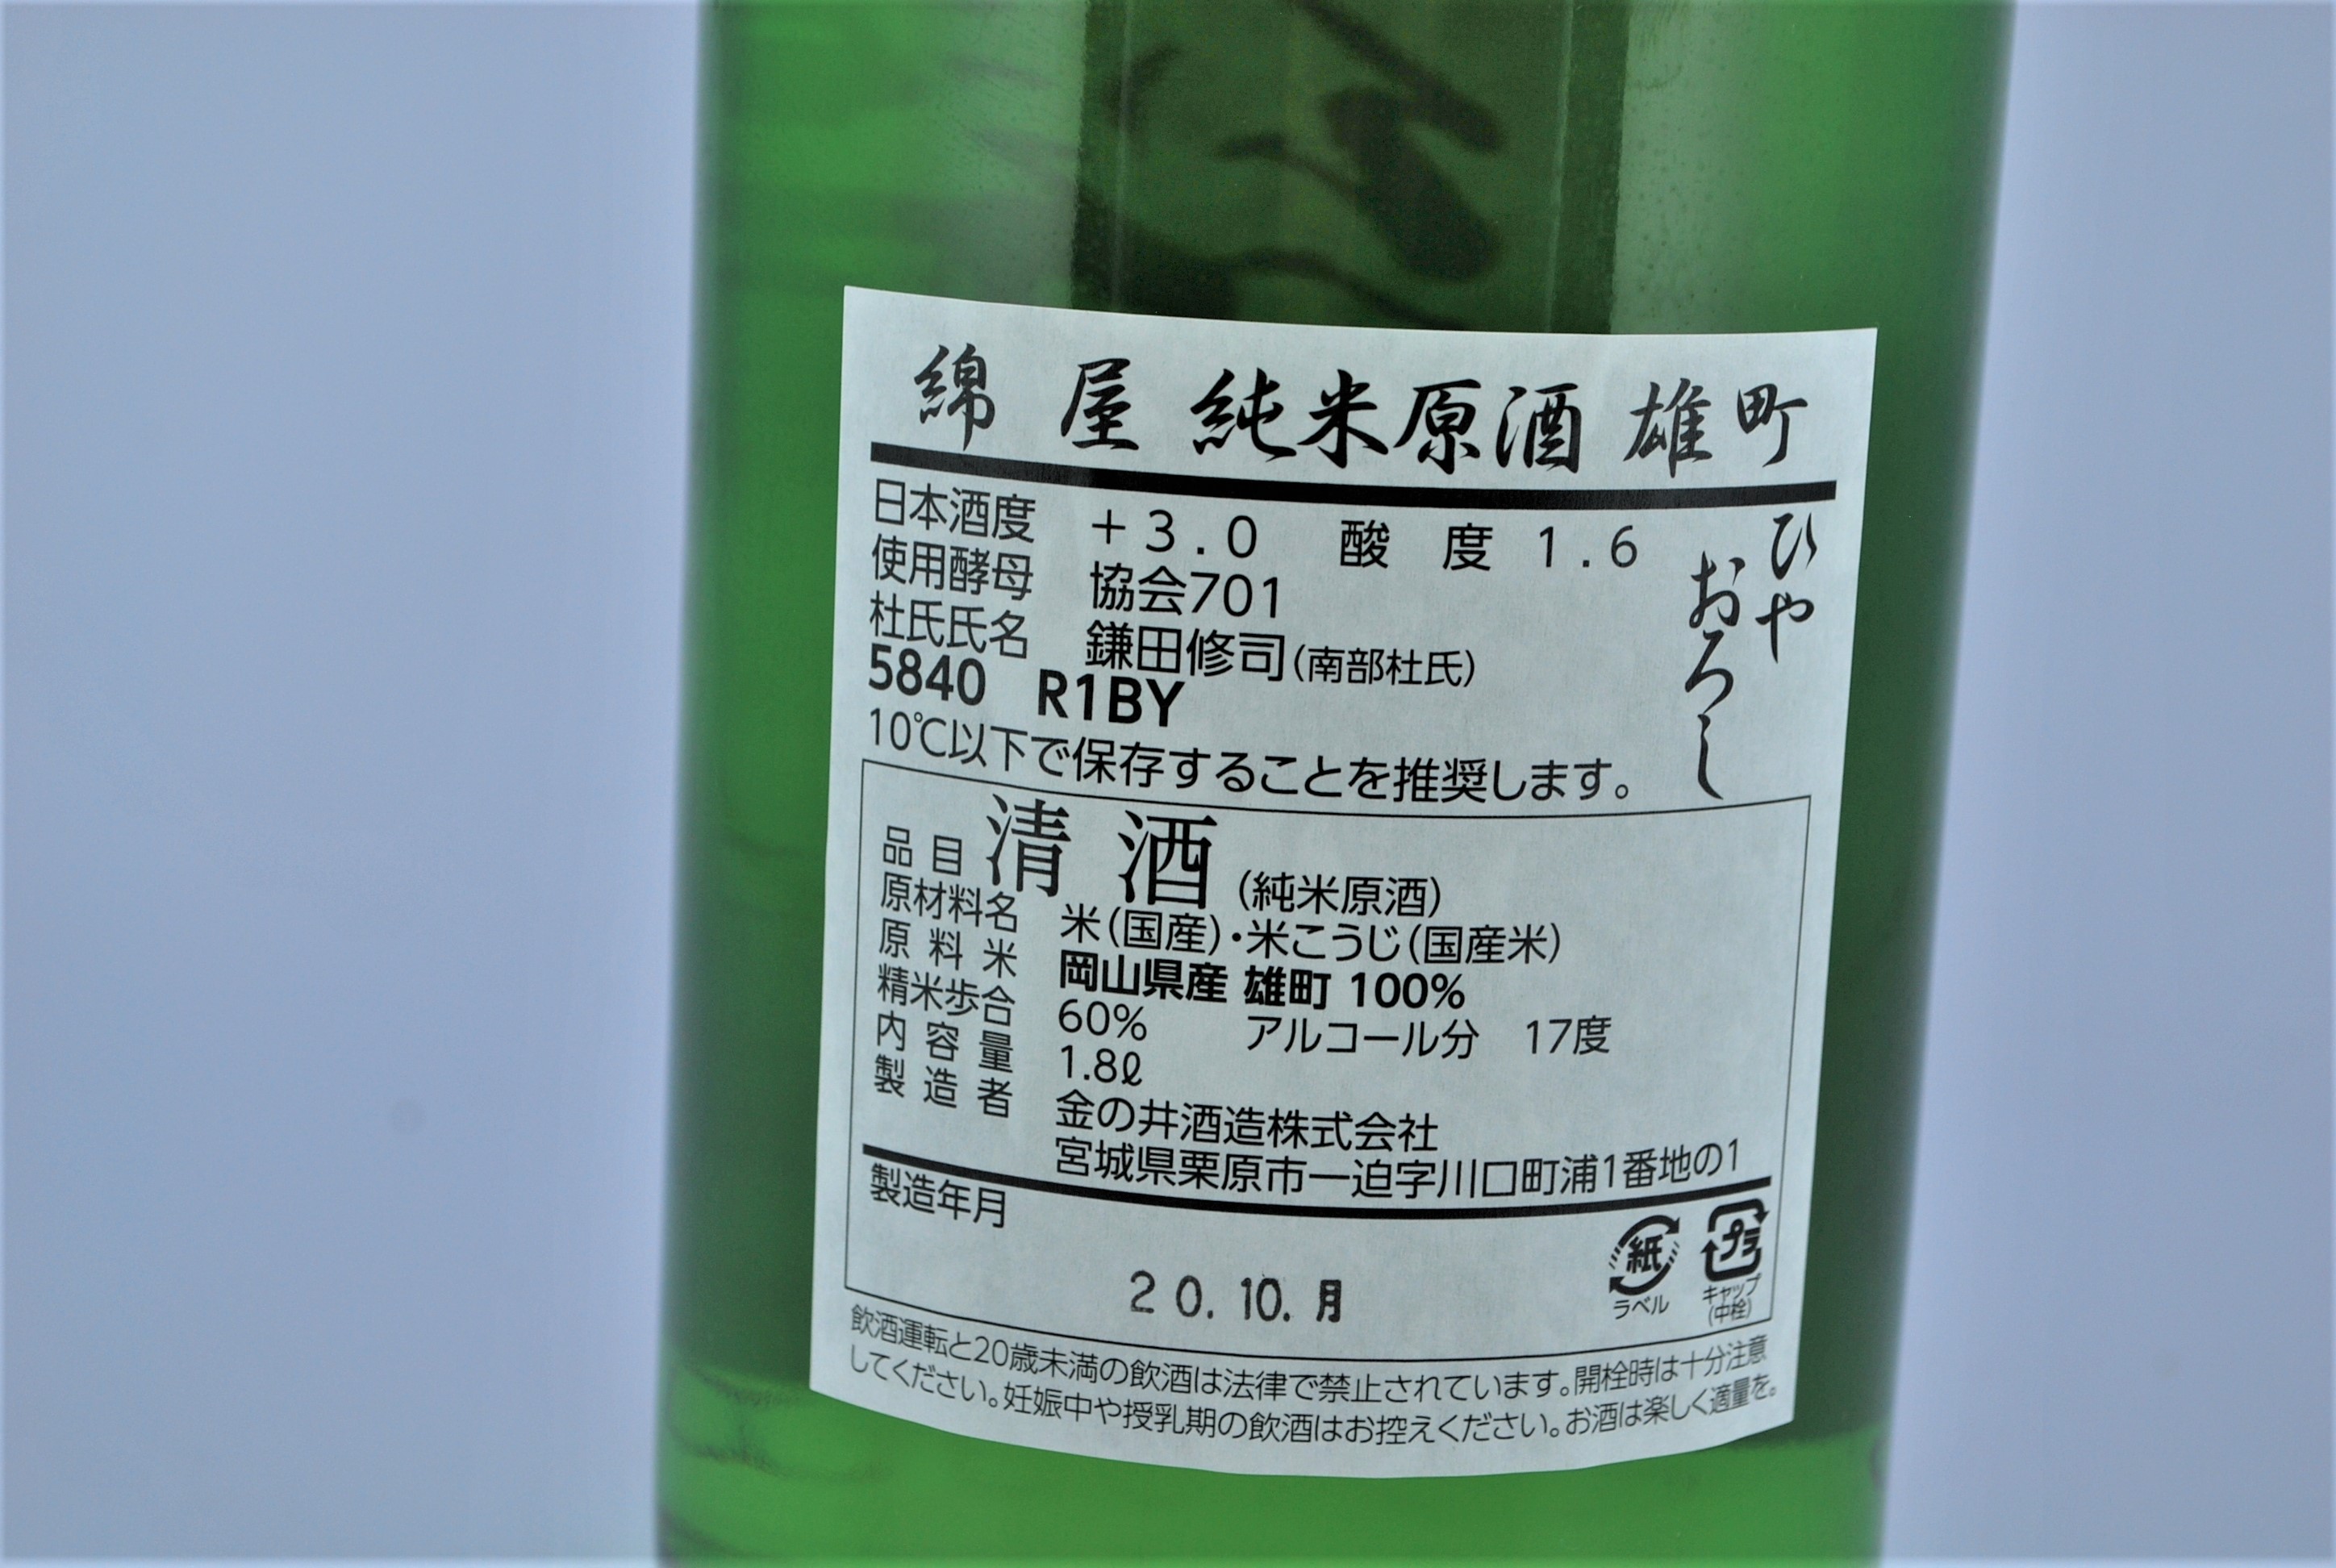 綿 屋 純米原酒 雄町
ひや
おろし
日本酒度 +3.0 酸 度 1.6
使用酵母 協会701
杜氏氏名 鎌田修司(南部杜氏)
5840 R1BY
10℃以下で保存することを推奨します。
品目 清 酒 (純米原酒)
原材料名 米(国産)・米こうじ(国産米)
原料米 岡山県産 雄町 100%
精米歩合 60% アルコール分 17度
内容量 1.8ℓ
製造者 金の井酒造株式会社
宮城県栗原市一迫字川口町浦1番地の1
製造年月
20.10.月
紙
ラベル
プラ
キャップ
(中栓)
飲酒運転と20歳未満の飲酒は法律で禁止されています。開栓時は十分注意
してください。妊娠中や授乳期の飲酒はお控えください。お酒は楽しく適量を。